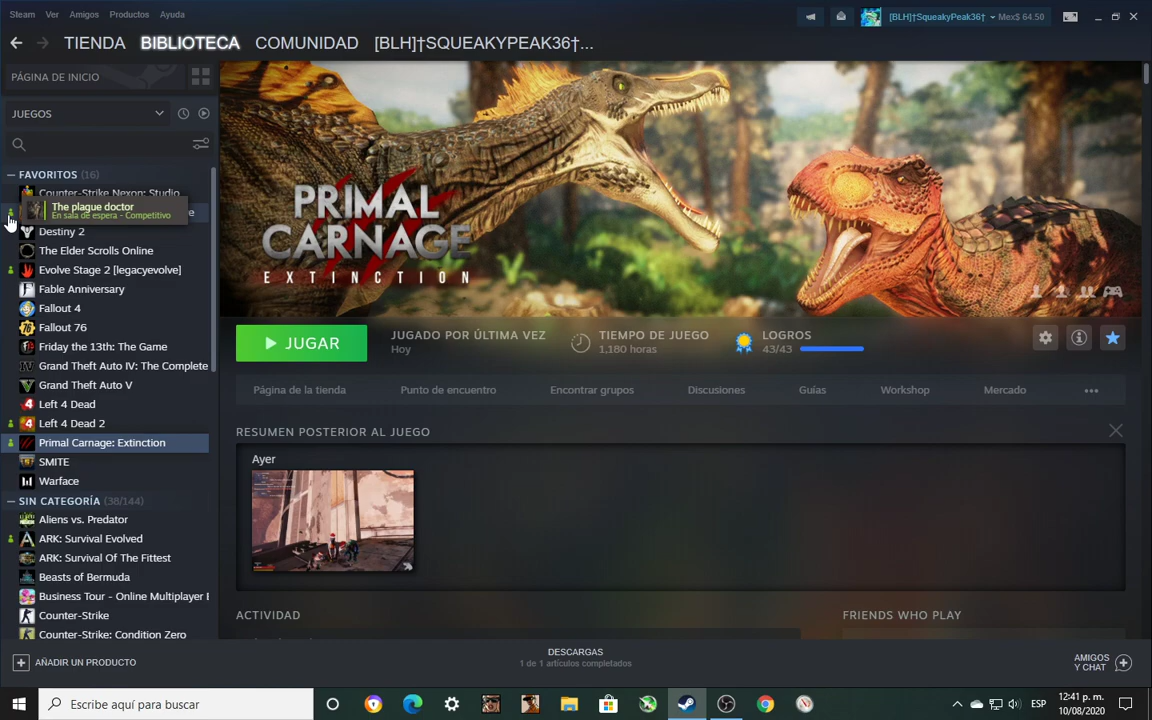 Steam Ver Amigos Productos Ayuda
[BLH]†SqueakyPeak36† Mex$ 64.50
TIENDA BIBLIOTECA COMUNIDAD [BLH]†SQUEAKYPEAK36†...
PÁGINA DE INICIO
JUEGOS
FAVORITOS (16)
Counter-Strike Nexon: Studio
The plague doctor
En sala de espera - Competitivo
Destiny 2
The Elder Scrolls Online
Evolve Stage 2 [legacyevolve]
Fable Anniversary
Fallout 4
Fallout 76
Friday the 13th: The Game
Grand Theft Auto IV: The Complete
Grand Theft Auto V
Left 4 Dead
Left 4 Dead 2
Primal Carnage: Extinction
SMITE
Warface
SIN CATEGORÍA (38/144)
Aliens vs. Predator
ARK: Survival Evolved
ARK: Survival Of The Fittest
Beasts of Bermuda
Business Tour - Online Multiplayer
Counter-Strike
Counter-Strike: Condition Zero
PRIMAL
CARNAGE
EXTINCTION
JUGAR
JUGADO POR ÚLTIMA VEZ
Hoy
TIEMPO DE JUEGO
1,180 horas
LOGROS
43/43
Página de la tienda Punto de encuentro Encontrar grupos Discusiones Guías Workshop Mercado
RESUMEN POSTERIOR AL JUEGO
Ayer
ACTIVIDAD
FRIENDS WHO PLAY
AÑADIR UN PRODUCTO
DESCARGAS
1 de 1 artículos completados
AMIGOS
Y CHAT
Escribe aquí para buscar
ESP
12:41 p. m.
10/08/2020